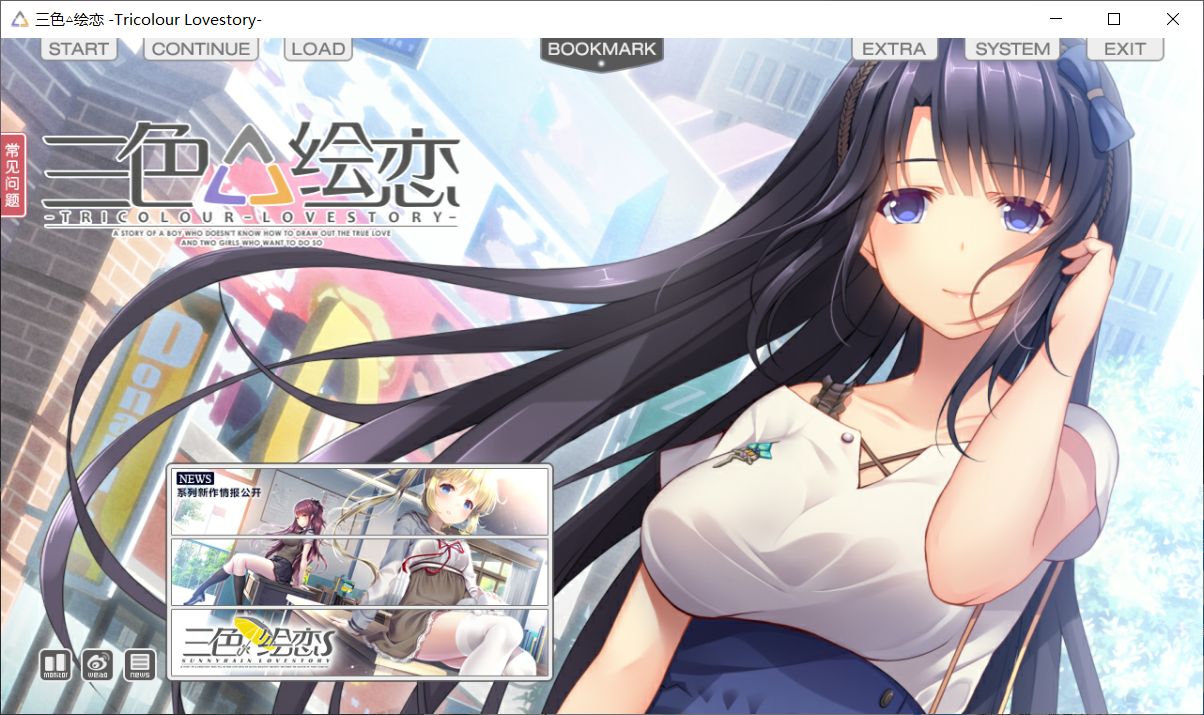 三色△绘恋 -Tricolour Lovestory-
START CONTINUE LOAD BOOKMARK EXTRA SYSTEM EXIT
常见问题
三色△绘恋
-TRICOLOUR-LOVESTORY-
A STORY OF A BOY WHO DOESN'T KNOW HOW TO DRAW OUT THE TRUE LOVE
AND TWO GIRLS WHO WANT TO DO SO
NEWS
系列新作情报公开
三色绘恋S
SUNNYRAIN LOVESTORY
weibo
news